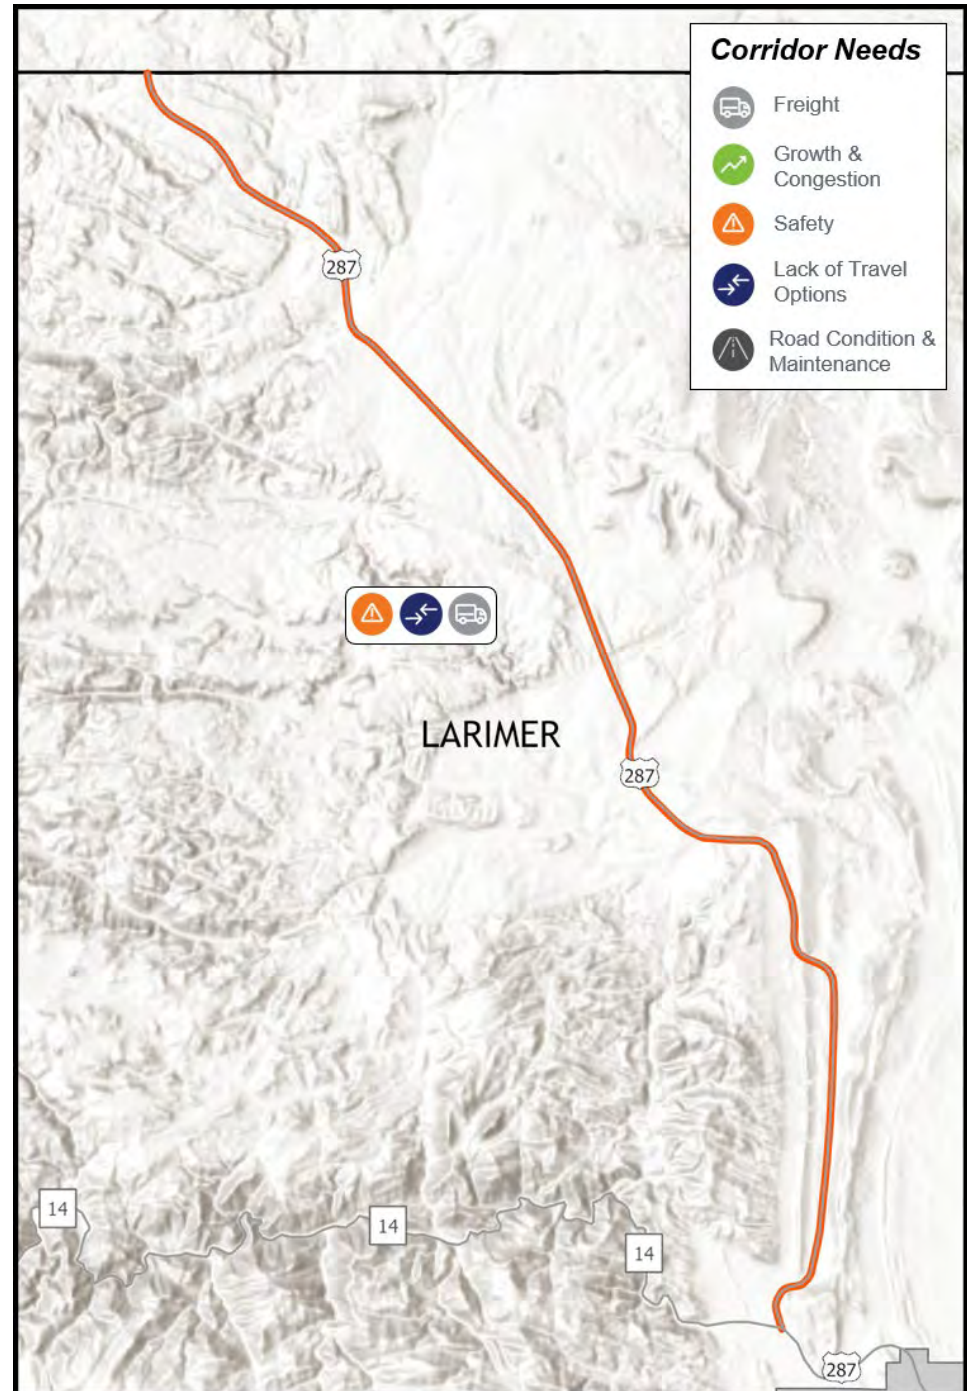 Corridor Needs
Freight
Growth &
Congestion
Safety
Lack of Travel
Options
Road Condition &
Maintenance
287
LARIMER
287
14
14
14
287